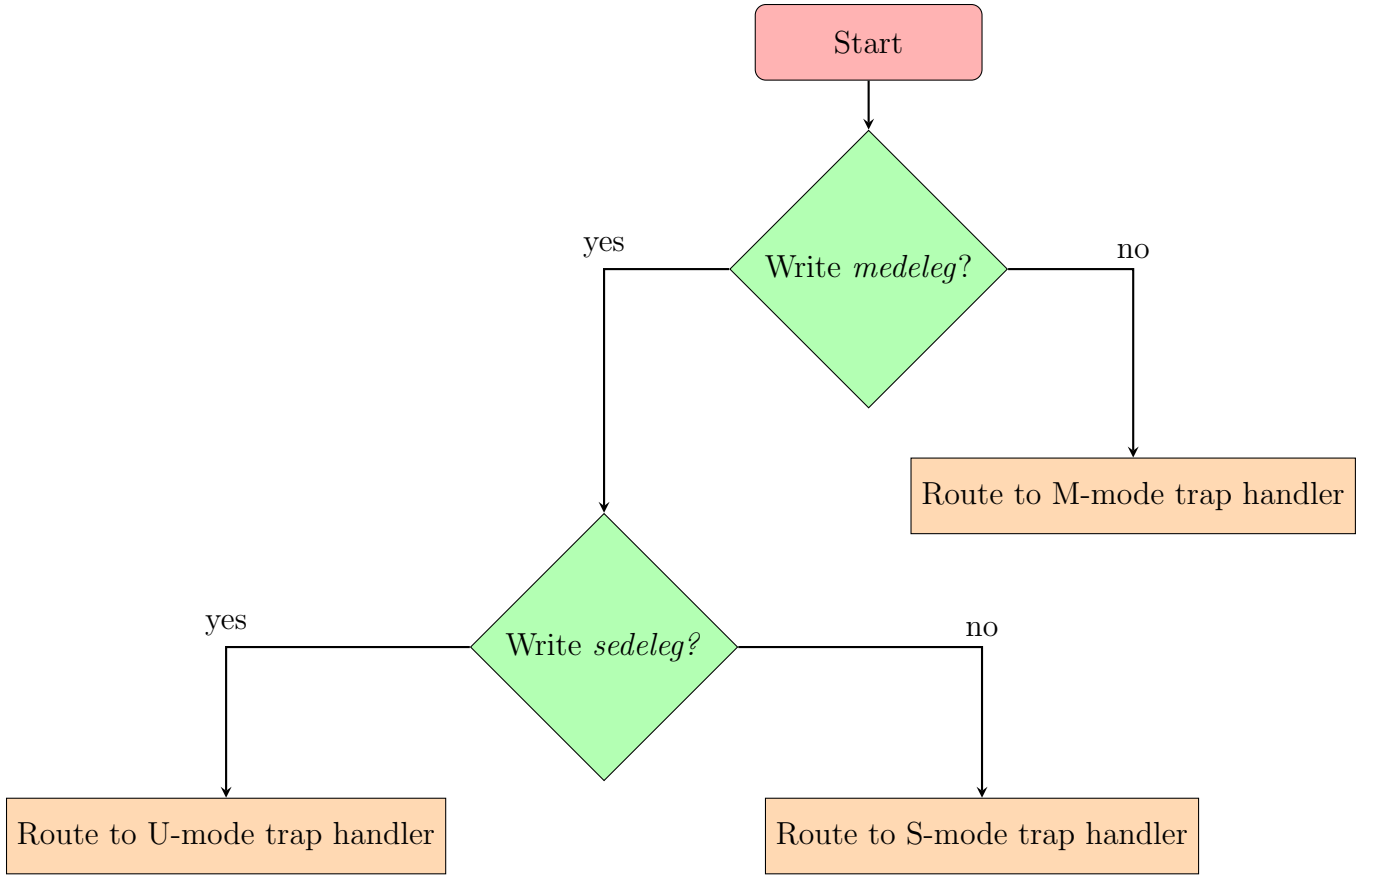 Start
Write medeleg?
yes
no
Route to M-mode trap handler
Write sedeleg?
yes
no
Route to U-mode trap handler
Route to S-mode trap handler